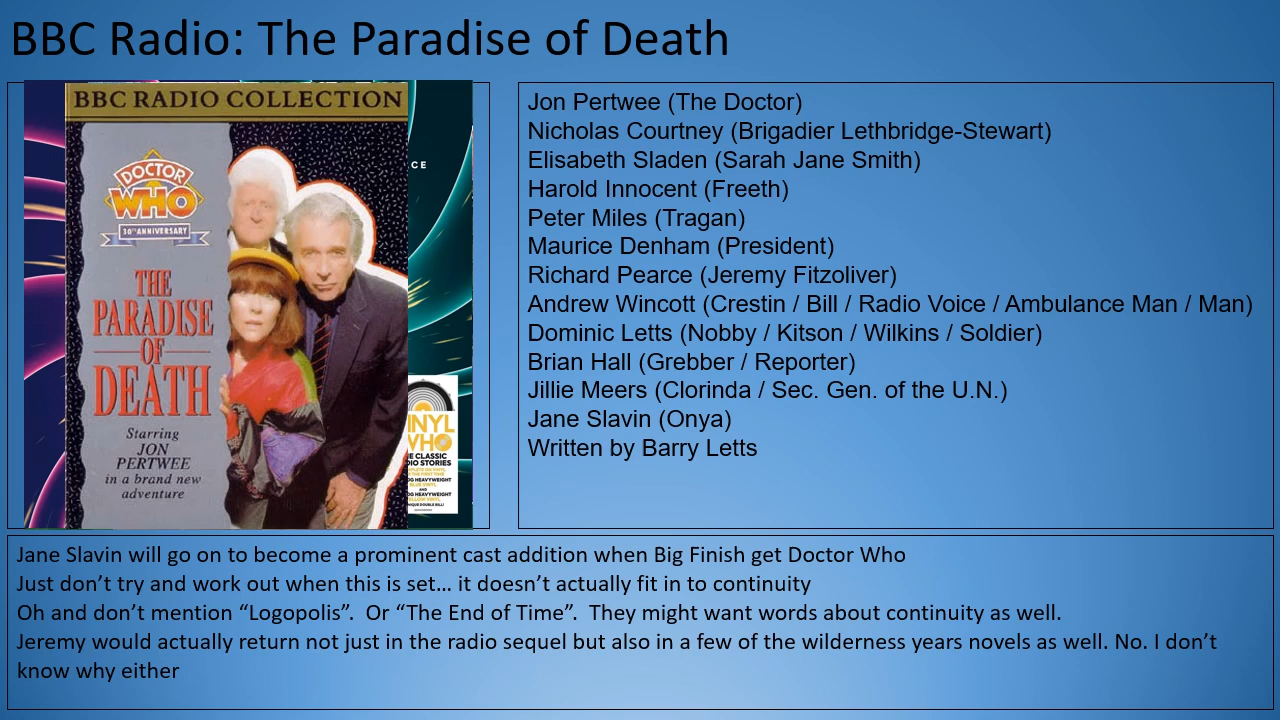 BBC Radio: The Paradise of Death
BBC RADIO COLLECTION
DOCTOR
WHO
30TH ANNIVERSARY
THE
PARADISE
OF
DEATH
Starring
JON
PERTWEE
in a brand new
adventure
CE
INYL
WHO
E CLASSIC
DIO STORIES
Jon Pertwee (The Doctor)
Nicholas Courtney (Brigadier Lethbridge-Stewart)
Elisabeth Sladen (Sarah Jane Smith)
Harold Innocent (Freeth)
Peter Miles (Tragan)
Maurice Denham (President)
Richard Pearce (Jeremy Fitzoliver)
Andrew Wincott (Crestin / Bill / Radio Voice / Ambulance Man / Man)
Dominic Letts (Nobby / Kitson / Wilkins / Soldier)
Brian Hall (Grebber / Reporter)
Jillie Meers (Clorinda / Sec. Gen. of the U.N.)
Jane Slavin (Onya)
Written by Barry Letts
Jane Slavin will go on to become a prominent cast addition when Big Finish get Doctor Who
Just don’t try and work out when this is set… it doesn’t actually fit in to continuity
Oh and don’t mention “Logopolis”.  Or “The End of Time”.  They might want words about continuity as well.
Jeremy would actually return not just in the radio sequel but also in a few of the wilderness years novels as well. No. I don’t
know why either